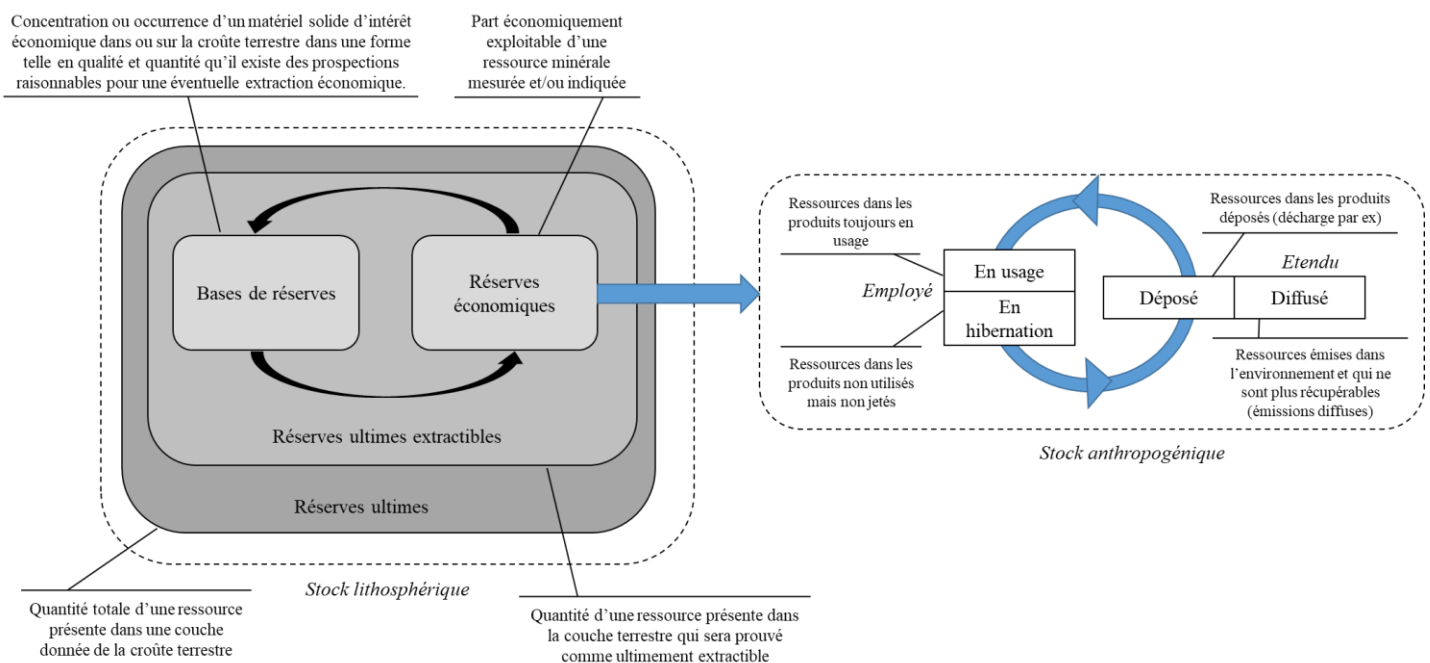 Concentration ou occurrence d’un matériel solide d’intérêt
économique dans ou sur la croûte terrestre dans une forme
telle en qualité et quantité qu’il existe des prospections
raisonnables pour une éventuelle extraction économique.
Part économiquement
exploitable d’une
ressource minérale
mesurée et/ou indiquée
Bases de réserves
Réserves
économiques
Réserves ultimes extractibles
Réserves ultimes
Stock lithosphérique
Quantité totale d’une ressource
présente dans une couche
donnée de la croûte terrestre
Quantité d’une ressource présente dans
la couche terrestre qui sera prouvé
comme ultimement extractible
Ressources dans les
produits toujours en
usage
Employé
En usage
En
hibernation
Ressources dans les
produits non utilisés
mais non jetés
Ressources dans les produits
déposés (décharge par ex)
Etendu
Déposé
Diffusé
Ressources émises dans
l’environnement et qui ne
sont plus récupérables
(émissions diffuses)
Stock anthropogénique